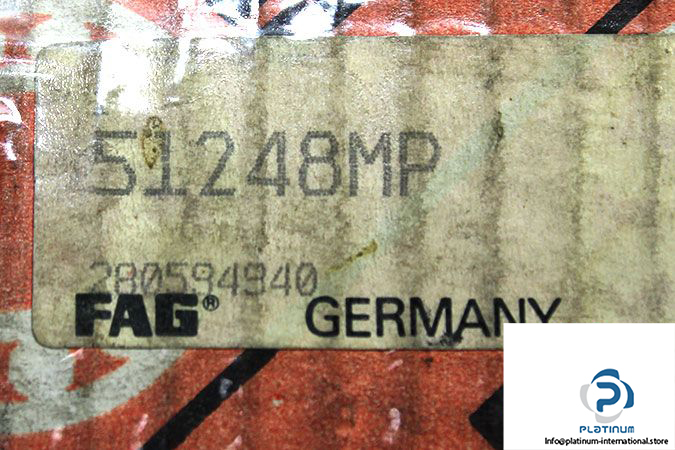 51248MP
280594940
FAG® GERMANY
PLATINUM
Info@platinum-international.store